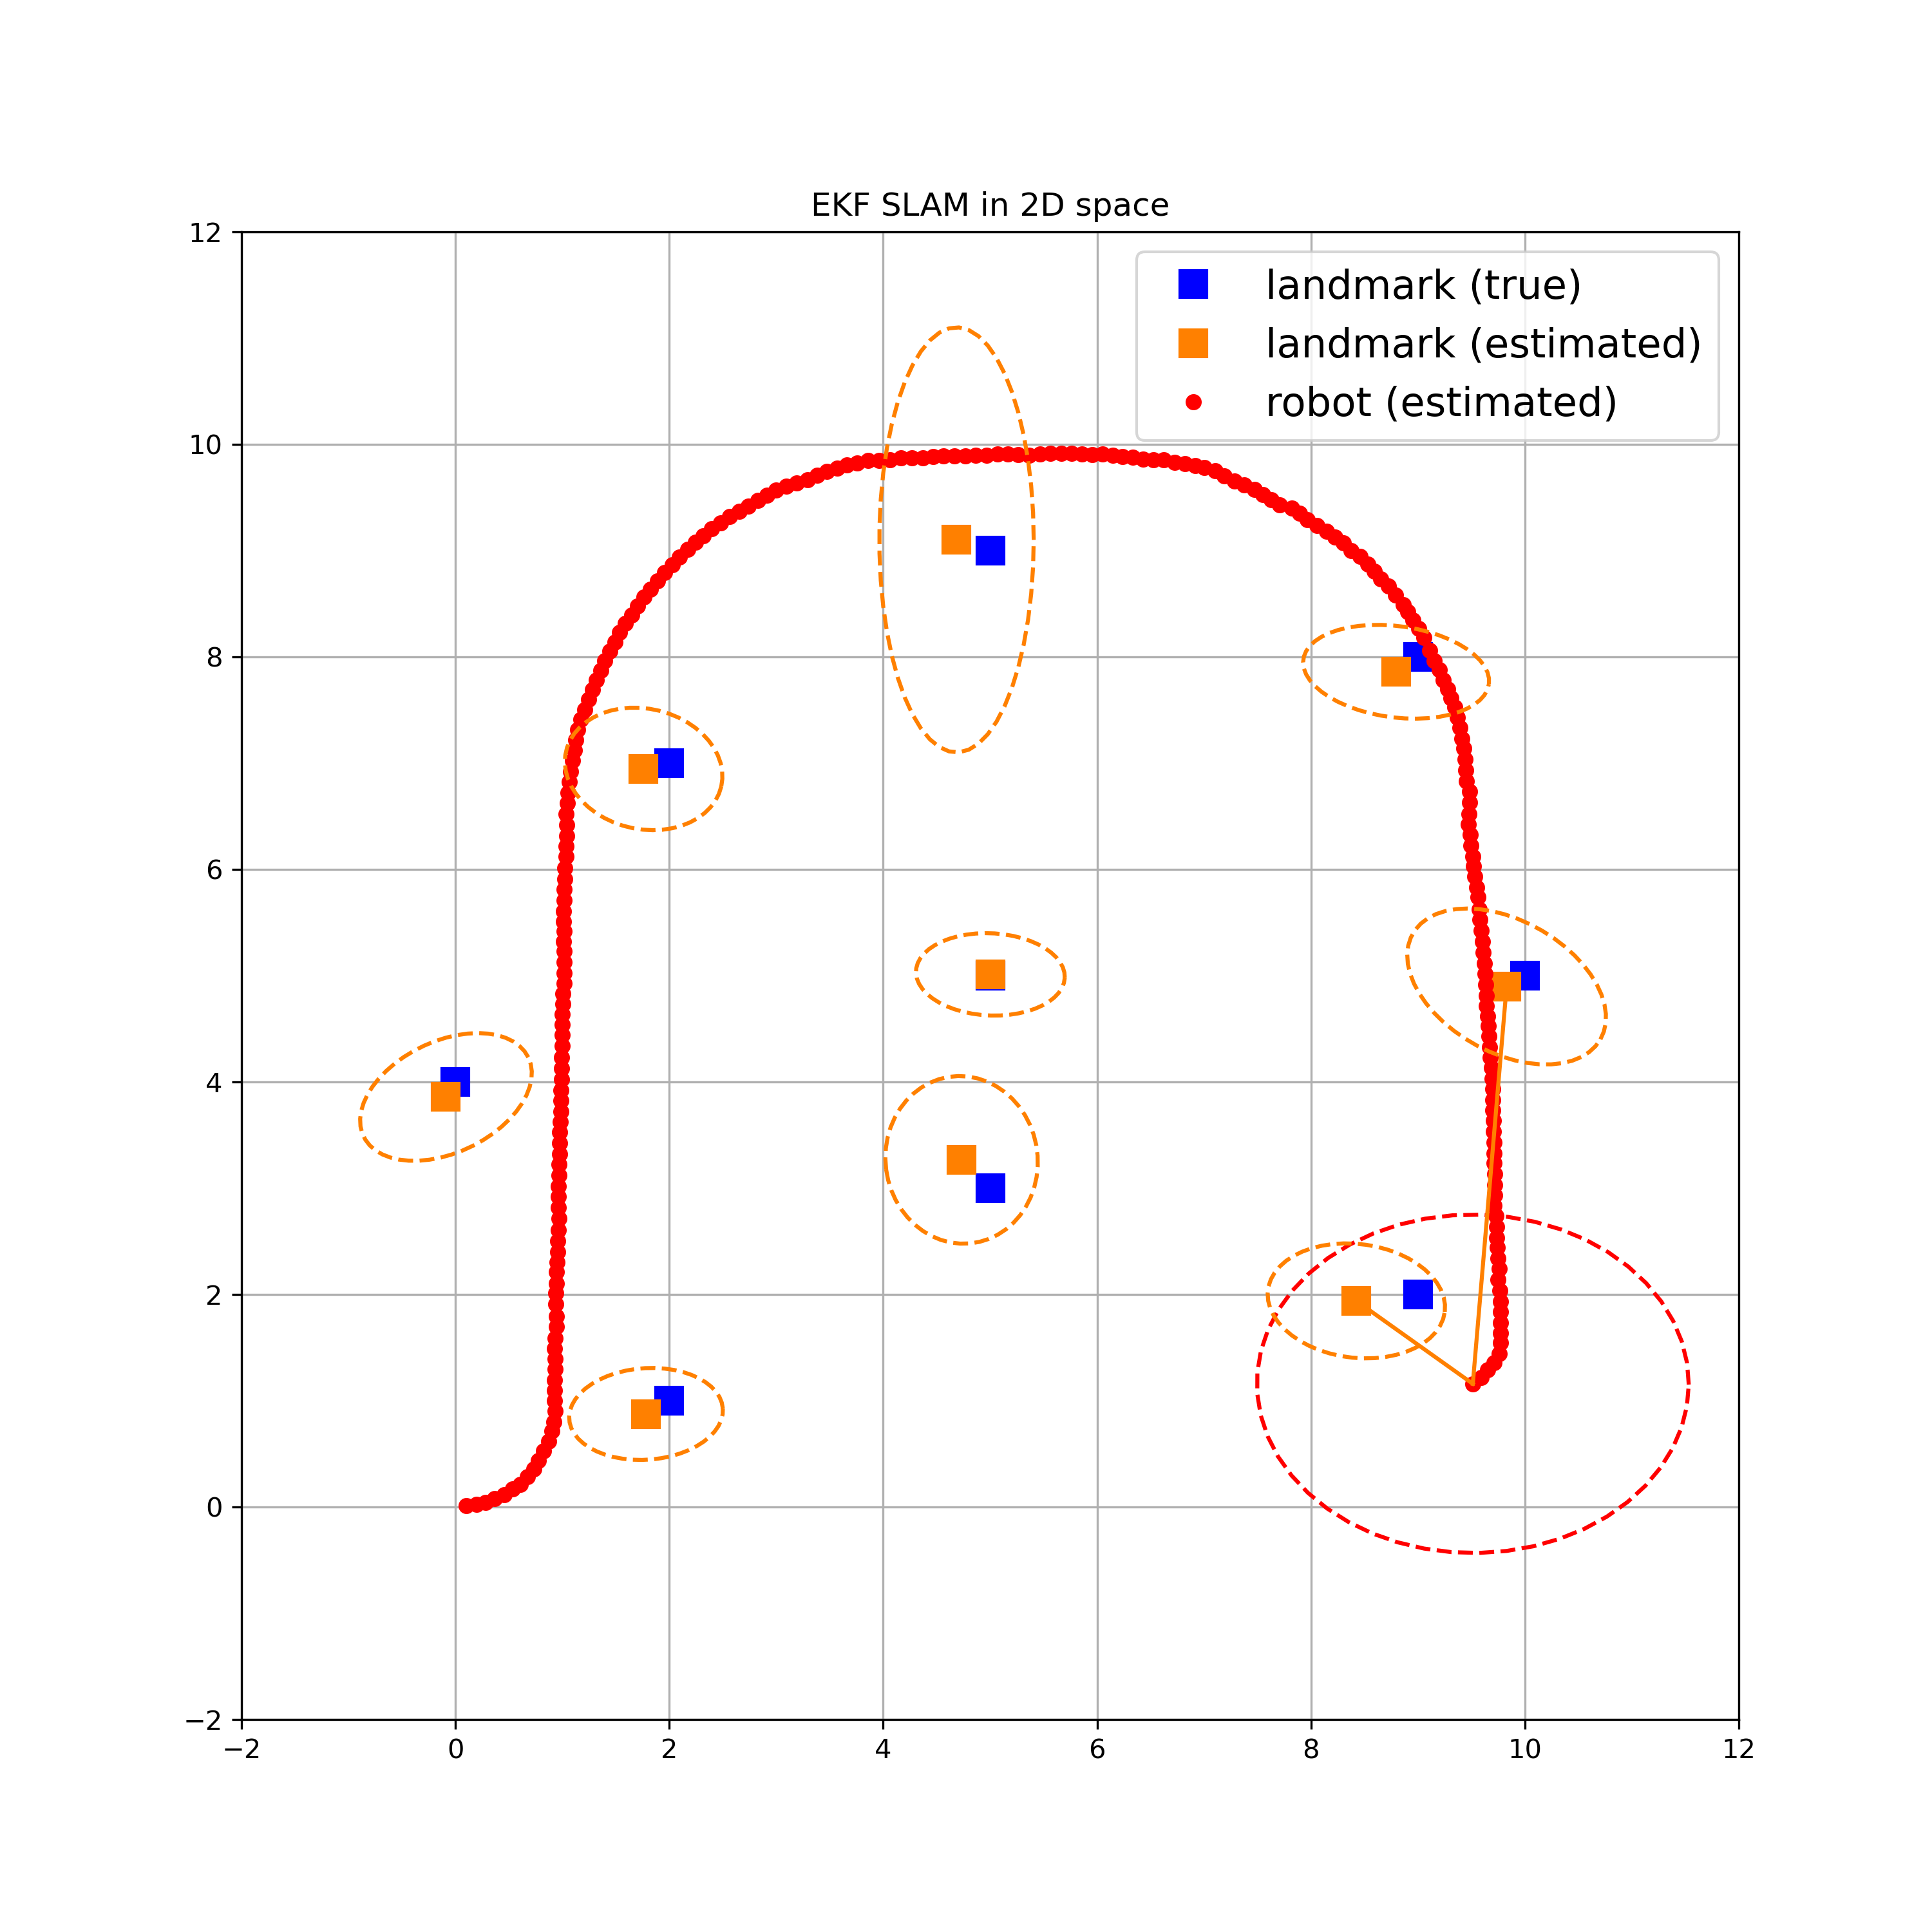 EKF SLAM in 2D space
12
landmark (true)
landmark (estimated)
robot (estimated)
10
8
6
4
2
0
−2
−2 0 2 4 6 8 10 12